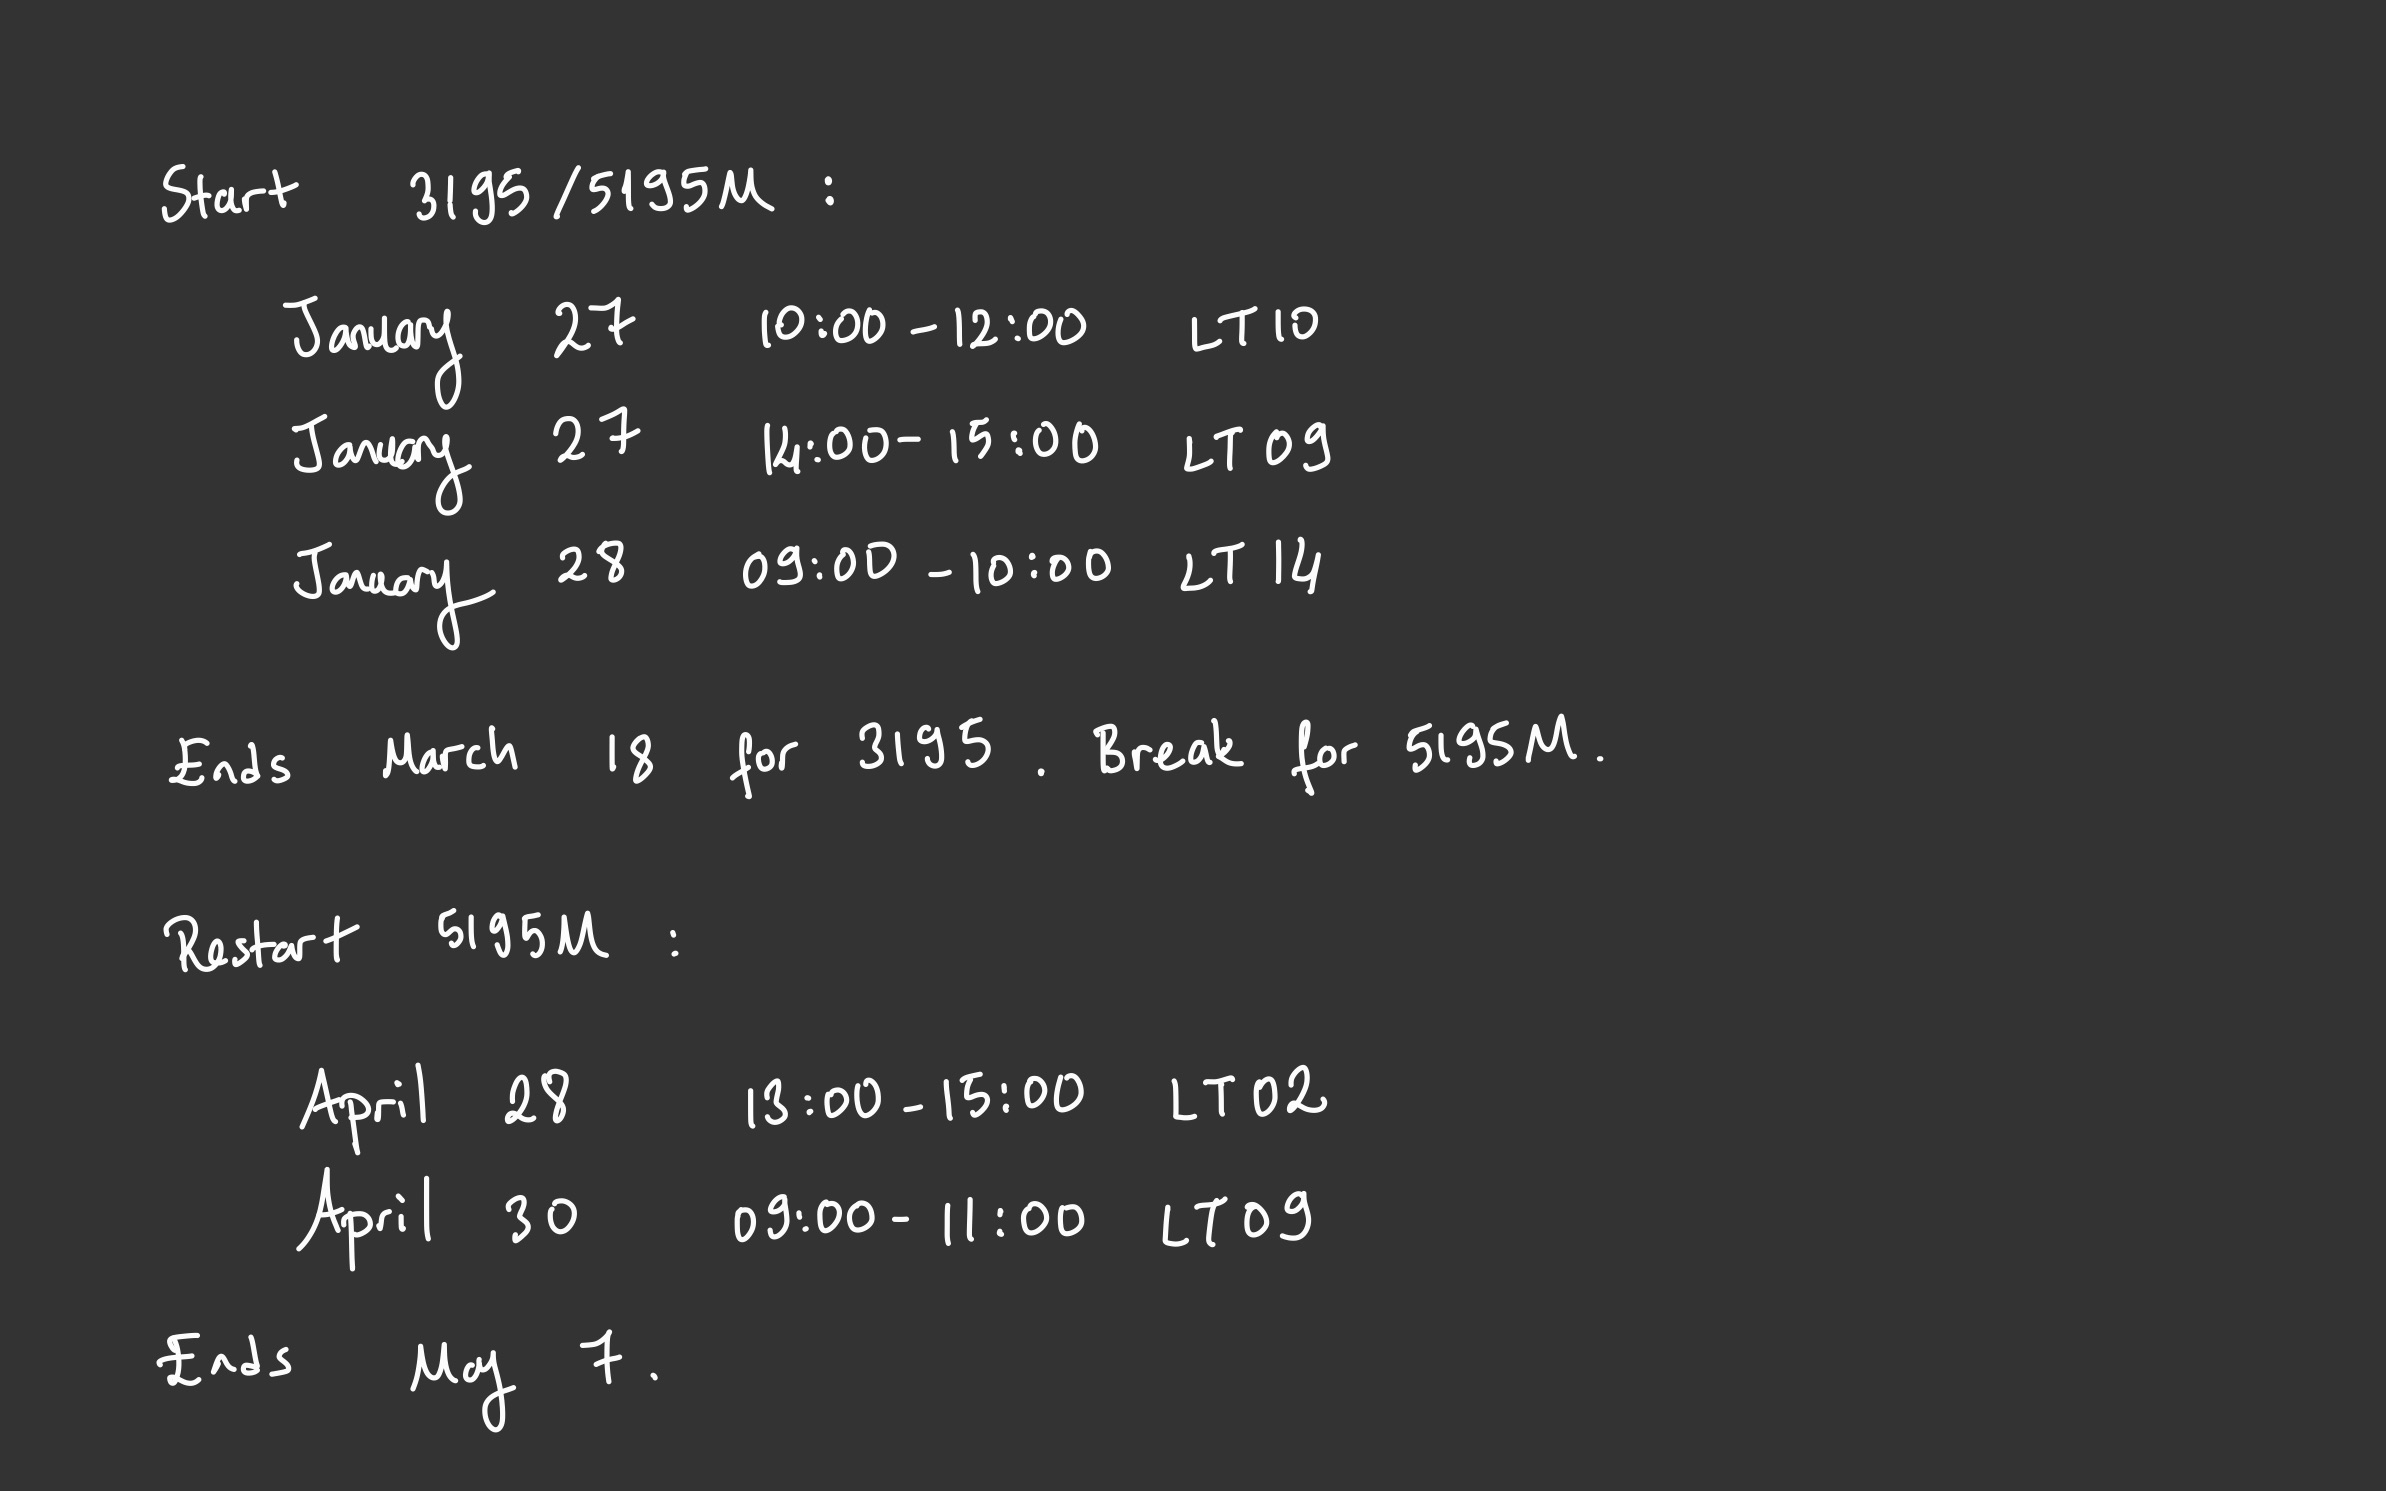 Start 3195/5195M :
January 27 10:00-12:00 LT10
January 27 14:00-15:00 LT09
January 28 09:00-10:00 LT14
Ends March 18 for 3195. Break for 5195M.
Restart 5195M :
April 28 13:00-15:00 LT02
April 30 09:00-11:00 LT09
Ends May 7.